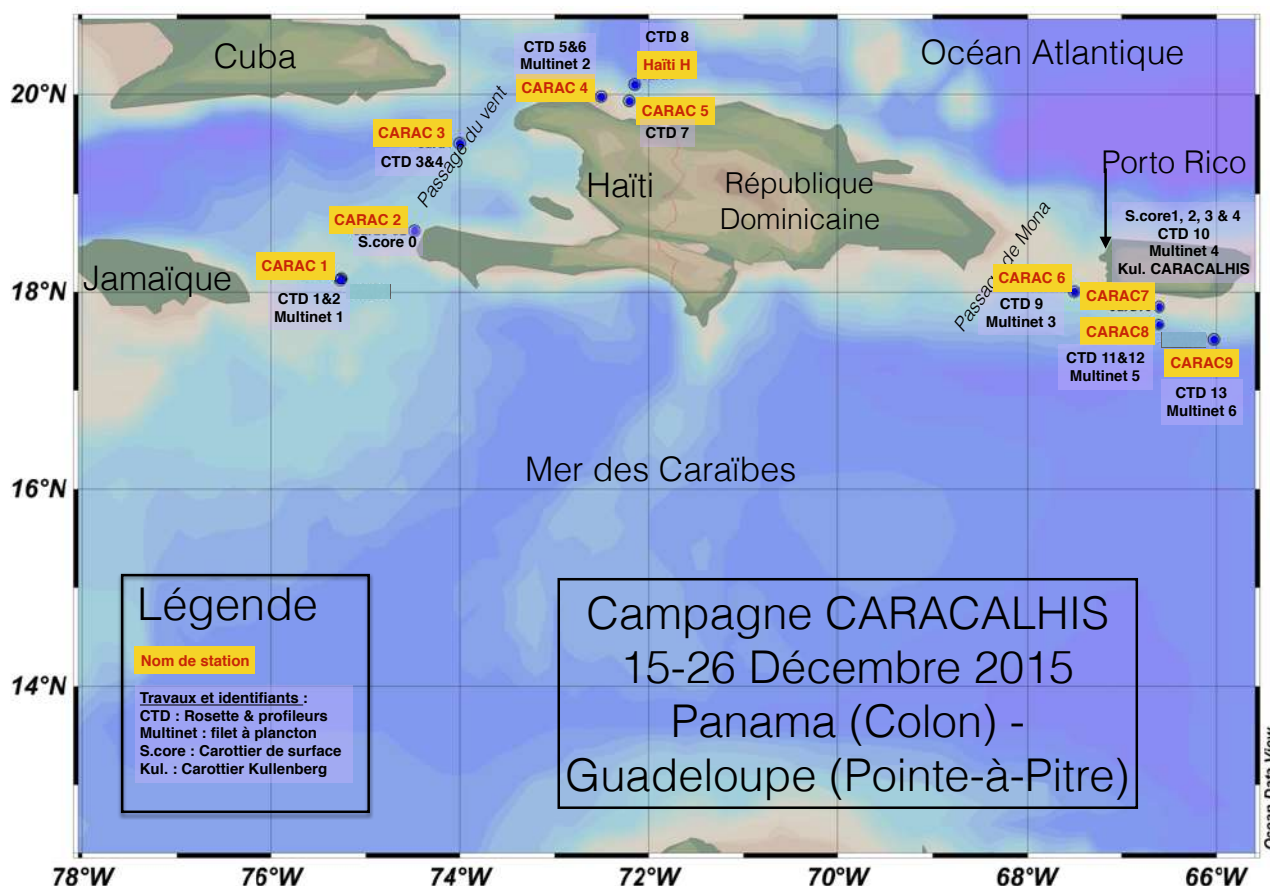 Cuba
CTD 5&6
Multinet 2
CARAC 4
CTD 8
Haïti H
CARAC 5
CTD 7
Océan Atlantique
20°N
CARAC 3
CTD 3&4
Passage du vent
Haïti
République
Dominicaine
Porto Rico
S.core1, 2, 3 & 4
CTD 10
Multinet 4
Kul. CARACALHIS
CARAC 2
S.core 0
Jamaïque
CARAC 1
CTD 1&2
Multinet 1
18°N
Passage de Mona
CARAC 6
CTD 9
Multinet 3
CARAC7
CARAC8
CTD 11&12
Multinet 5
CARAC9
CTD 13
Multinet 6
Mer des Caraïbes
16°N
14°N
Légende
Nom de station
Travaux et identifiants :
CTD : Rosette & profileurs
Multinet : filet à plancton
S.core : Carottier de surface
Kul. : Carottier Kullenberg
Campagne CARACALHIS
15-26 Décembre 2015
Panama (Colon) -
Guadeloupe (Pointe-à-Pitre)
Ocean Data View
78°W
76°W
74°W
72°W
70°W
68°W
66°W